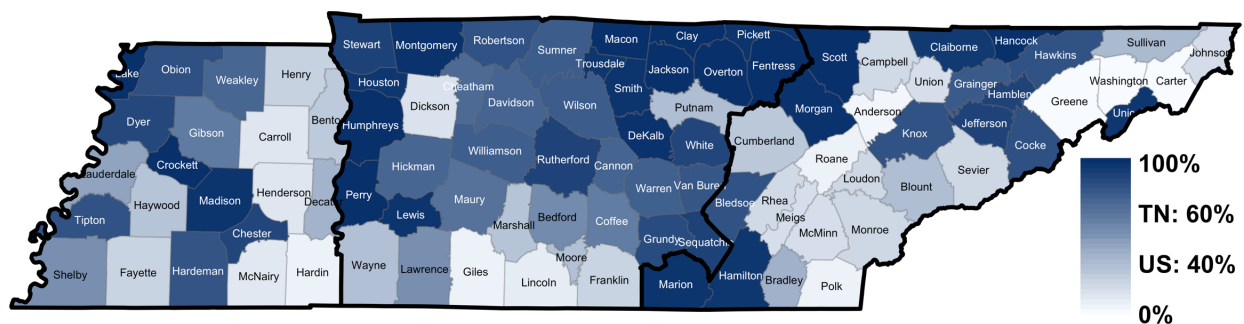 Stewart
Montgomery
Robertson
Sumner
Macon
Clay
Pickett
Scott
Campbell
Claiborne
Hancock
Hawkins
Sullivan
Johnson
Lake
Obion
Weakley
Henry
Houston
Dickson
Cheatham
Davidson
Wilson
Trousdale
Smith
Jackson
Overton
Fentress
Morgan
Anderson
Union
Grainger
Hamblen
Greene
Washington
Carter
Unic
Dyer
Gibson
Carroll
Bento
Humphreys
Hickman
Williamson
Rutherford
Cannon
DeKalb
Putnam
White
Cumberland
Roane
Knox
Jefferson
Cocke
Crockett
Lauderdale
Haywood
Madison
Henderson
Decatur
Perry
Lewis
Maury
Marshall
Bedford
Coffee
Warren
Van Buren
Bledsoe
Rhea
Meigs
Loudon
Blount
Sevier
Tipton
Chester
Moore
Grundy
Sequatchie
McMinn
Monroe
Shelby
Fayette
Hardeman
McNairy
Hardin
Wayne
Lawrence
Giles
Lincoln
Franklin
Marion
Hamilton
Bradley
Polk
100%
TN: 60%
US: 40%
0%